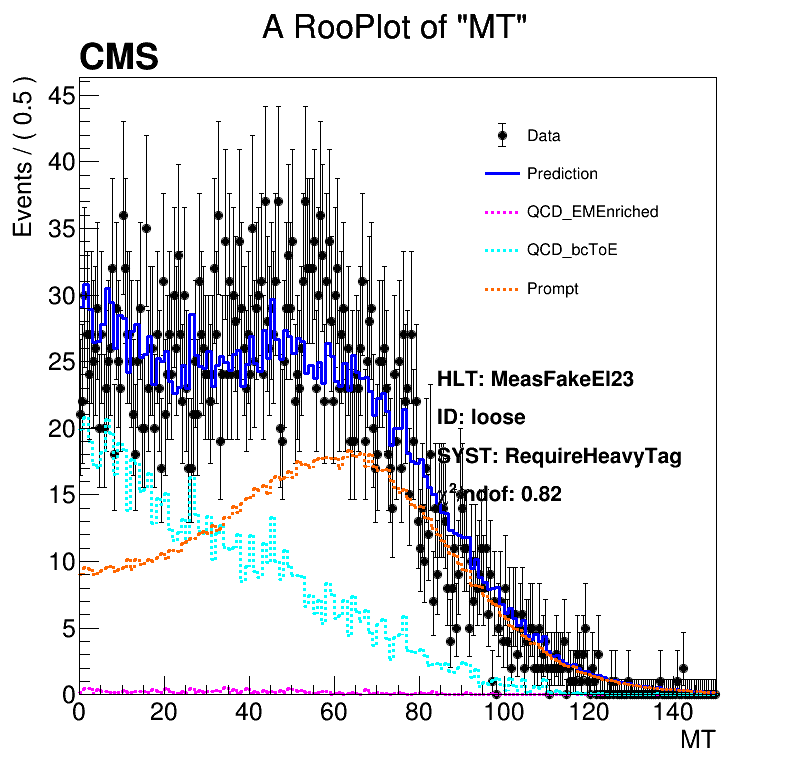 A RooPlot of "MT"
CMS
Events / ( 0.5 )
45
40
35
30
25
20
15
10
5
0
Data
Prediction
QCD_EMEnriched
QCD_bcToE
Prompt
HLT: MeasFakeEl23
ID: loose
SYST: RequireHeavyTag
χ²/ndof: 0.82
0 20 40 60 80 100 120 140
MT